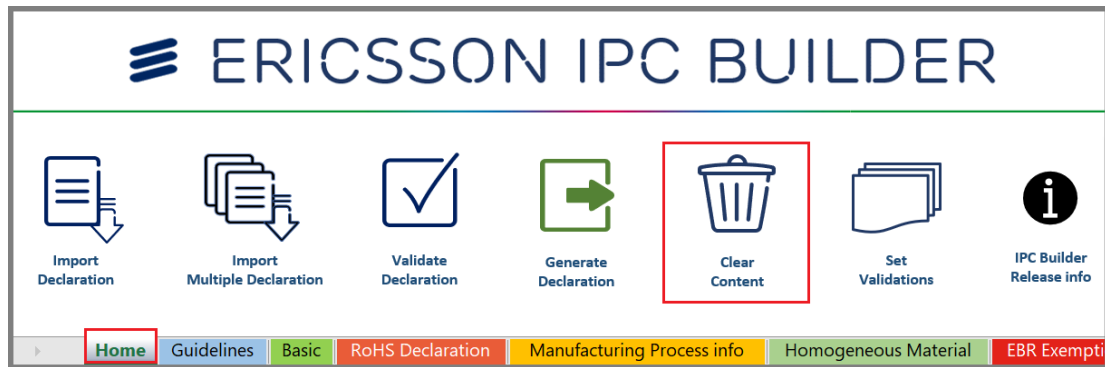 ERICSSON IPC BUILDER
Import
Declaration
Import
Multiple Declaration
Validate
Declaration
Generate
Declaration
Clear
Content
Set
Validations
i
IPC Builder
Release info
Home Guidelines Basic RoHS Declaration Manufacturing Process info Homogeneous Material EBR Exempti